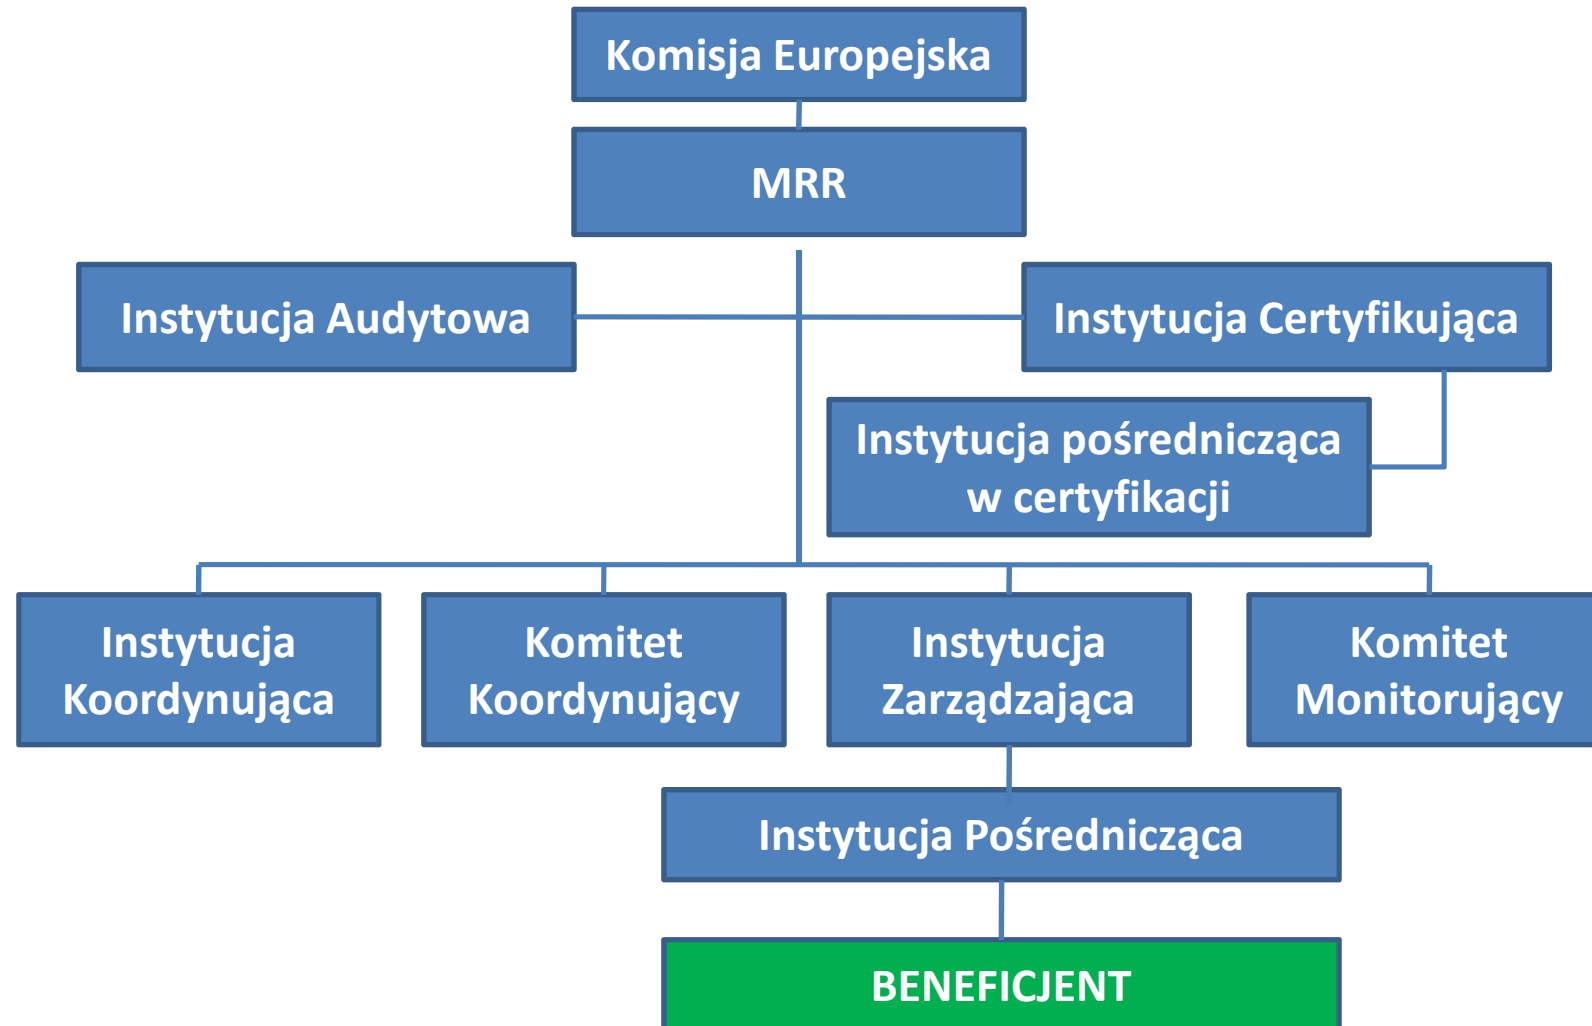 Komisja Europejska
MRR
Instytucja Audytowa
Instytucja Certyfikująca
Instytucja pośrednicząca
w certyfikacji
Instytucja
Koordynująca
Komitet
Koordynujący
Instytucja
Zarządzająca
Komitet
Monitorujący
Instytucja Pośrednicząca
BENEFICJENT